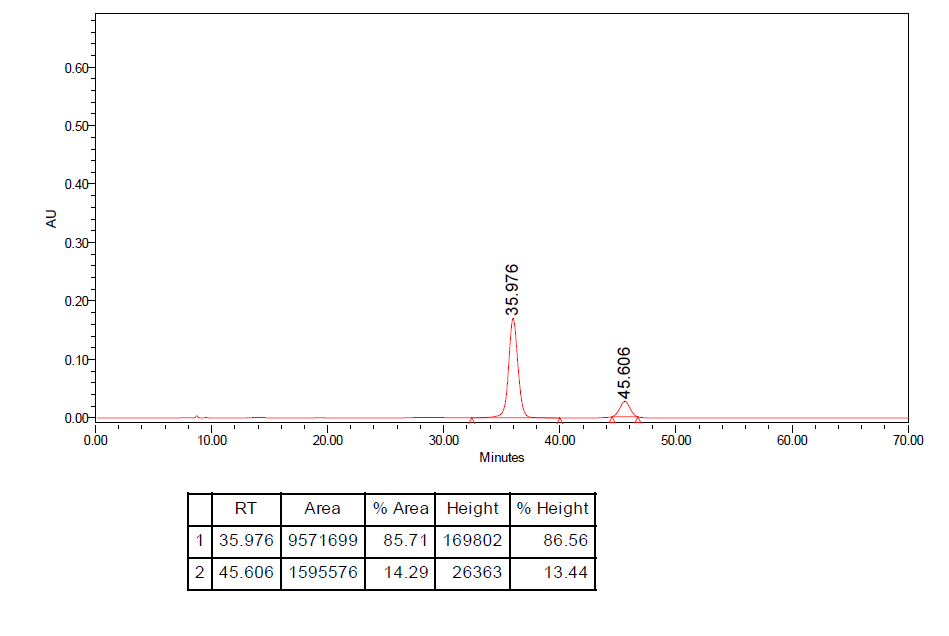 0.60
0.50
0.40
AU
0.30
35.976
0.20
45.606
0.10
0.00
0.00 10.00 20.00 30.00 40.00 50.00 60.00 70.00
Minutes
RT Area % Area Height % Height
1 35.976 9571699 85.71 169802 86.56
2 45.606 1595576 14.29 26363 13.44